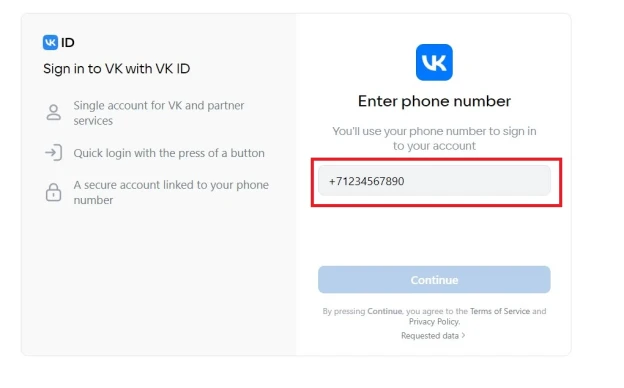 VK ID
Sign in to VK with VK ID
Single account for VK and partner
services
Quick login with the press of a button
A secure account linked to your phone
number
VK
Enter phone number
You'll use your phone number to sign in
to your account
+71234567890
Continue
By pressing Continue, you agree to the Terms of Service and
Privacy Policy.
Requested data >